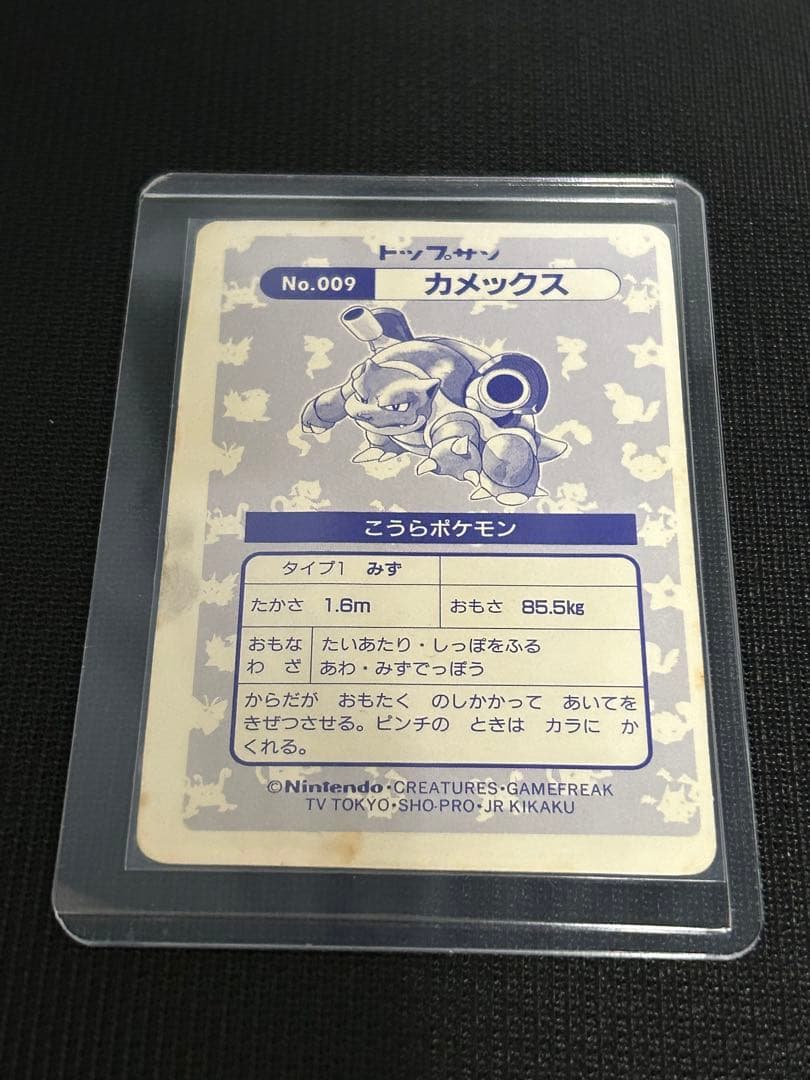 トップサン
No.009 カメックス
こうらポケモン
タイプ1 みず
たかさ 1.6m おもさ 85.5kg
おもな わざ たいあたり・しっぽをふる
あわ・みずでっぽう
からだが おもたく のしかかって あいてを
きぜつさせる。ピンチの ときは カラに か
くれる。
©Nintendo・CREATURES・GAMEFREAK
TV TOKYO・SHO-PRO・JR KIKAKU